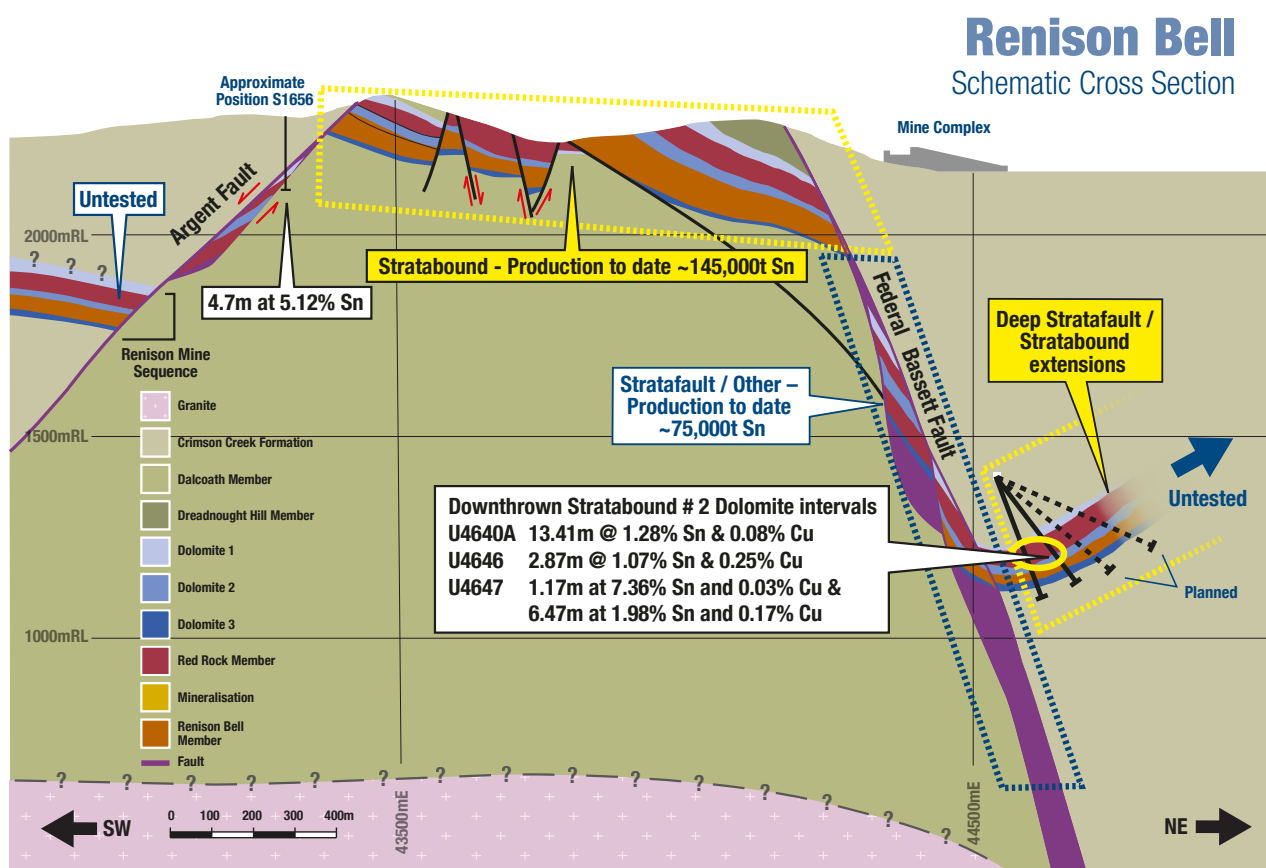 Renison Bell
Schematic Cross Section
Approximate
Position S1656
Mine Complex
Untested
Argent Fault
2000mRL
? ? ?
Stratabound - Production to date ~145,000t Sn
4.7m at 5.12% Sn
Federal Bassett Fault
Deep Stratafault /
Stratabound
extensions
Renison Mine
Sequence
Stratafault / Other –
Production to date
~75,000t Sn
Granite
Crimson Creek Formation
1500mRL
Dalcoath Member
Untested
Downthrown Stratabound # 2 Dolomite intervals
U4640A 13.41m @ 1.28% Sn & 0.08% Cu
U4646 2.87m @ 1.07% Sn & 0.25% Cu
U4647 1.17m at 7.36% Sn and 0.03% Cu &
6.47m at 1.98% Sn and 0.17% Cu
Dreadnought Hill Member
Dolomite 1
Dolomite 2
Planned
Dolomite 3
1000mRL
Red Rock Member
Mineralisation
Renison Bell
Member
Fault
? ? ? ? ? ? ? ? ? ? ? ? ? ?
43500mE
44500mE
SW
0 100 200 300 400m
NE